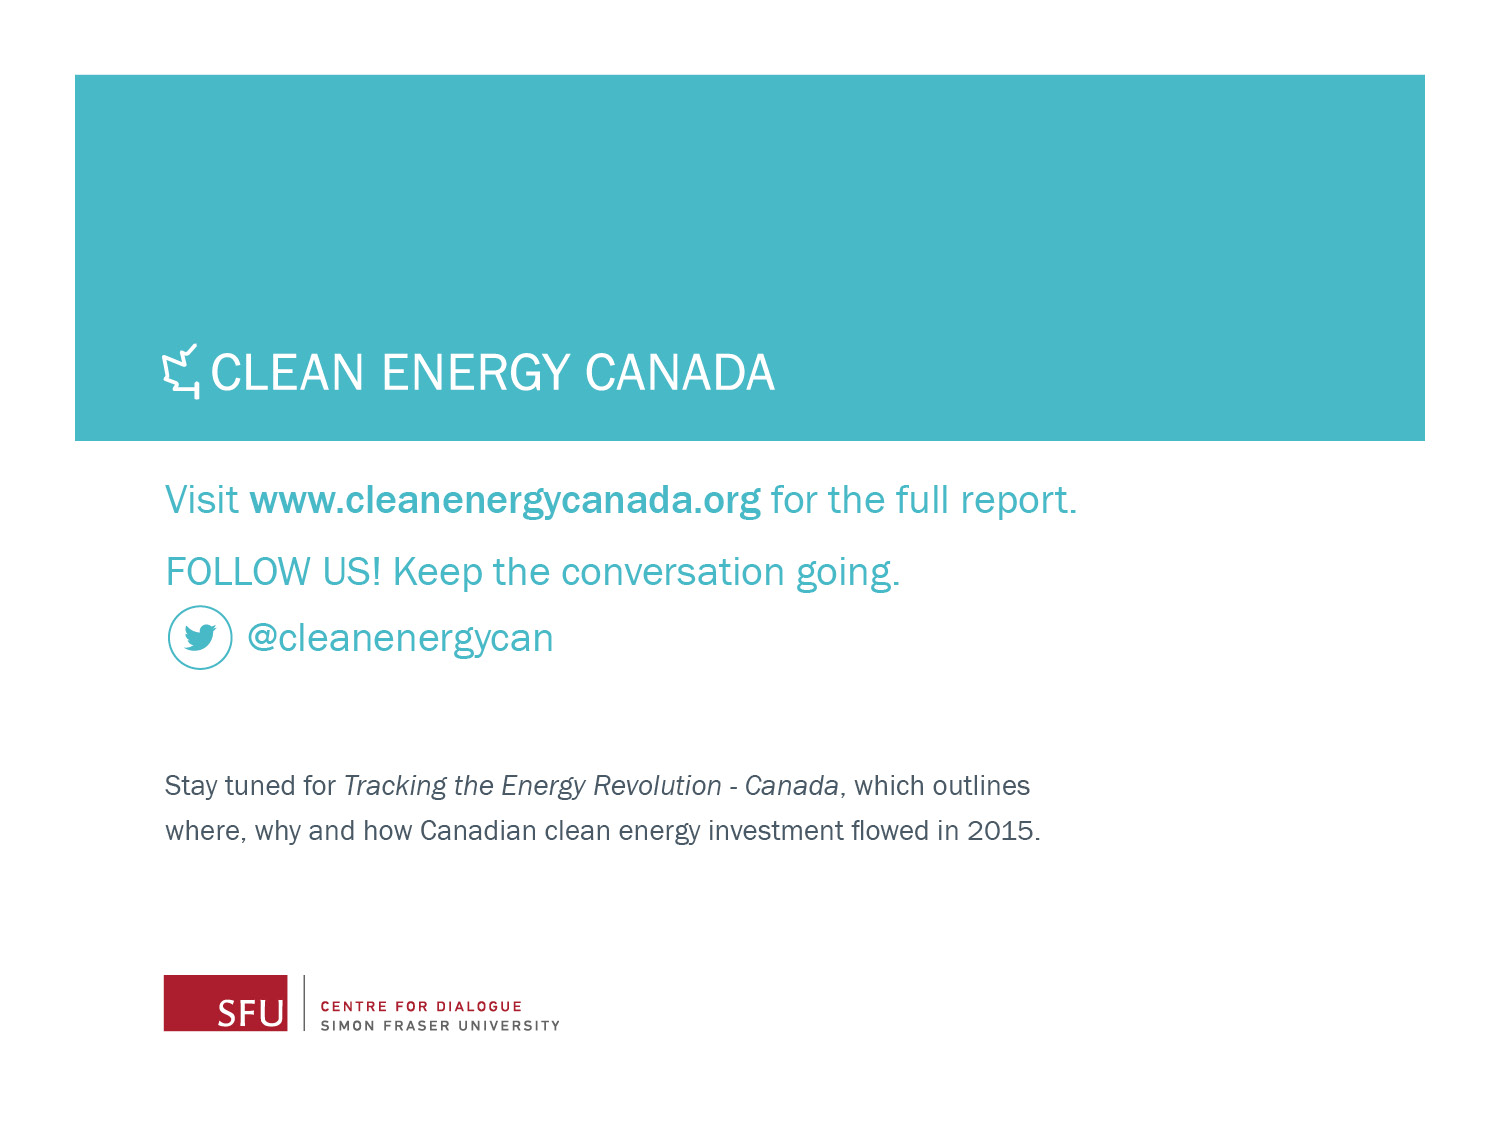 CLEAN ENERGY CANADA
Visit www.cleanenergycanada.org for the full report.
FOLLOW US! Keep the conversation going.
@cleanenergycan
Stay tuned for Tracking the Energy Revolution - Canada, which outlines
where, why and how Canadian clean energy investment flowed in 2015.
SFU
CENTRE FOR DIALOGUE
SIMON FRASER UNIVERSITY